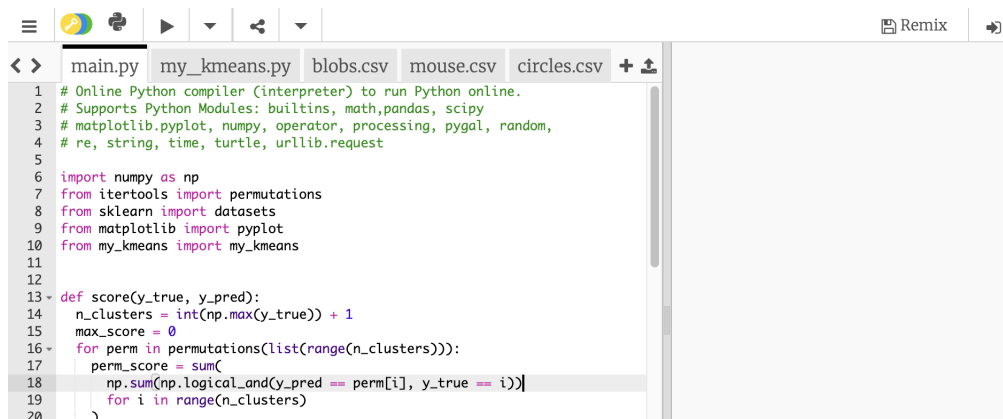 Remix
main.py my_kmeans.py blobs.csv mouse.csv circles.csv
1 # Online Python compiler (interpreter) to run Python online.
2 # Supports Python Modules: builtins, math,pandas, scipy
3 # matplotlib.pyplot, numpy, operator, processing, pygal, random,
4 # re, string, time, turtle, urllib.request
5
6 import numpy as np
7 from itertools import permutations
8 from sklearn import datasets
9 from matplotlib import pyplot
10 from my_kmeans import my_kmeans
11
12
13 def score(y_true, y_pred):
14 n_clusters = int(np.max(y_true)) + 1
15 max_score = 0
16 for perm in permutations(list(range(n_clusters))):
17 perm_score = sum(
18 np.sum(np.logical_and(y_pred == perm[i], y_true == i))
19 for i in range(n_clusters)
20 )